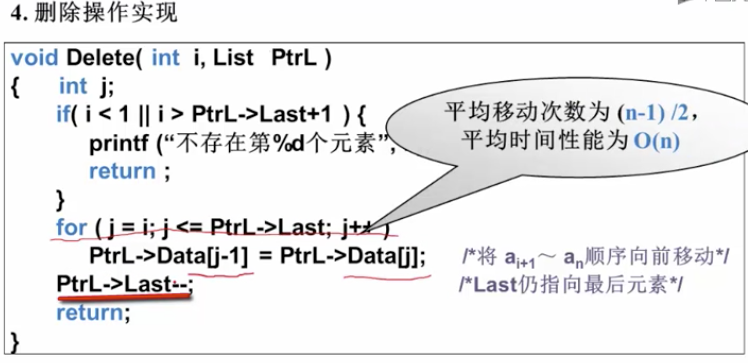 4. 删除操作实现
void Delete( int i, List PtrL )
{ int j;
if( i < 1 || i > PtrL->Last+1 ) {
平均移动次数为 (n-1) /2,
平均时间性能为 O(n)
printf (“不存在第%d个元素”,
return ;
}
for ( j = i; j <= PtrL->Last; j++ )
PtrL->Data[j-1] = PtrL->Data[j]; /*将 ai+1～ an顺序向前移动*/
PtrL->Last--; /*Last仍指向最后元素*/
return;
}